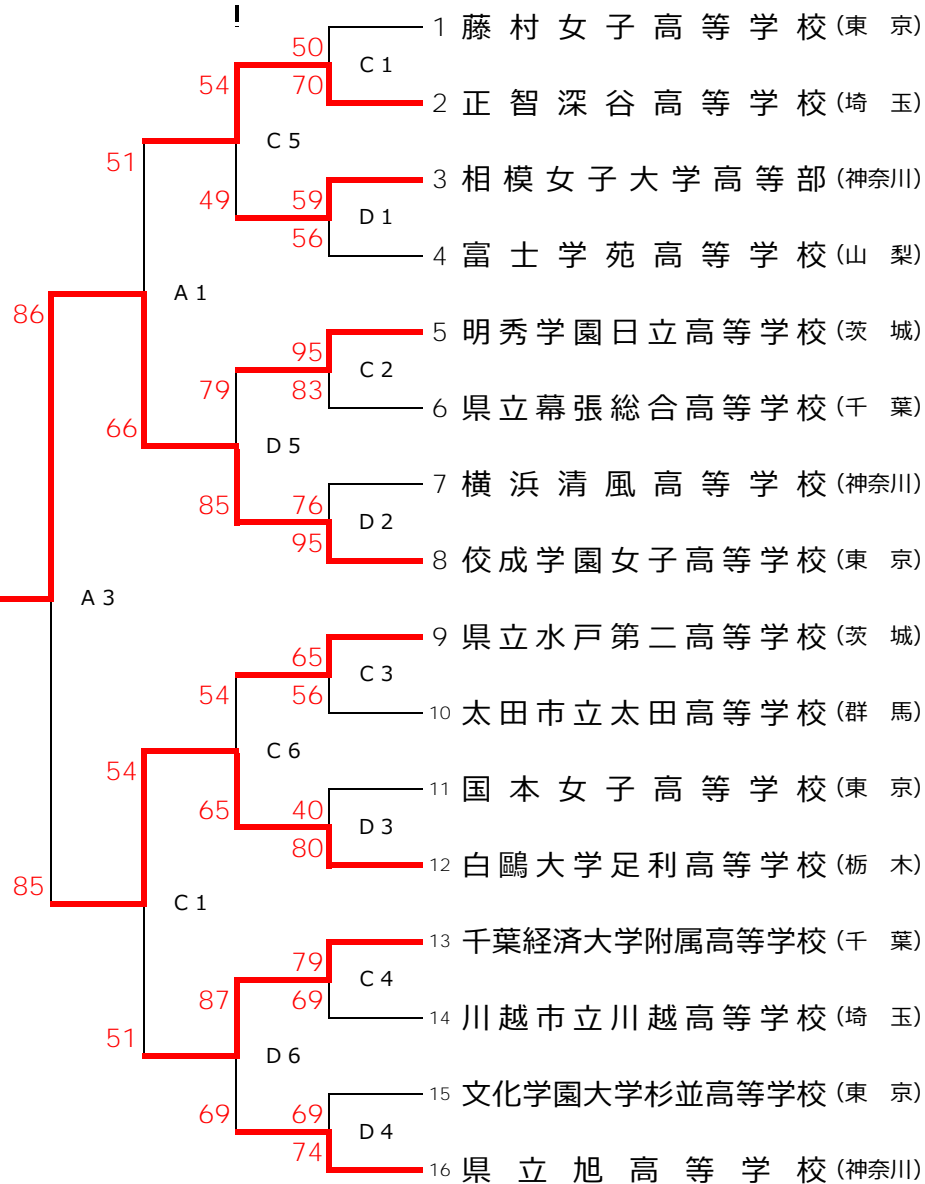 1 藤村女子高等学校 (東 京)
50
C 1
54
70
2 正智深谷高等学校 (埼 玉)
C 5
51
3 相模女子大学高等部 (神奈川)
49
59
D 1
56
4 富士学苑高等学校 (山 梨)
A 1
86
5 明秀学園日立高等学校 (茨 城)
95
C 2
79
83
6 県立幕張総合高等学校 (千 葉)
66
D 5
7 横浜清風高等学校 (神奈川)
85
76
D 2
95
8 佼成学園女子高等学校 (東 京)
A 3
9 県立水戸第二高等学校 (茨 城)
65
C 3
54
56
10 太田市立太田高等学校 (群 馬)
C 6
54
11 国本女子高等学校 (東 京)
65
40
D 3
80
12 白鷗大学足利高等学校 (栃 木)
85
C 1
13 千葉経済大学附属高等学校 (千 葉)
79
C 4
87
69
14 川越市立川越高等学校 (埼 玉)
51
D 6
15 文化学園大学杉並高等学校 (東 京)
69
69
D 4
74
16 県立旭高等学校 (神奈川)